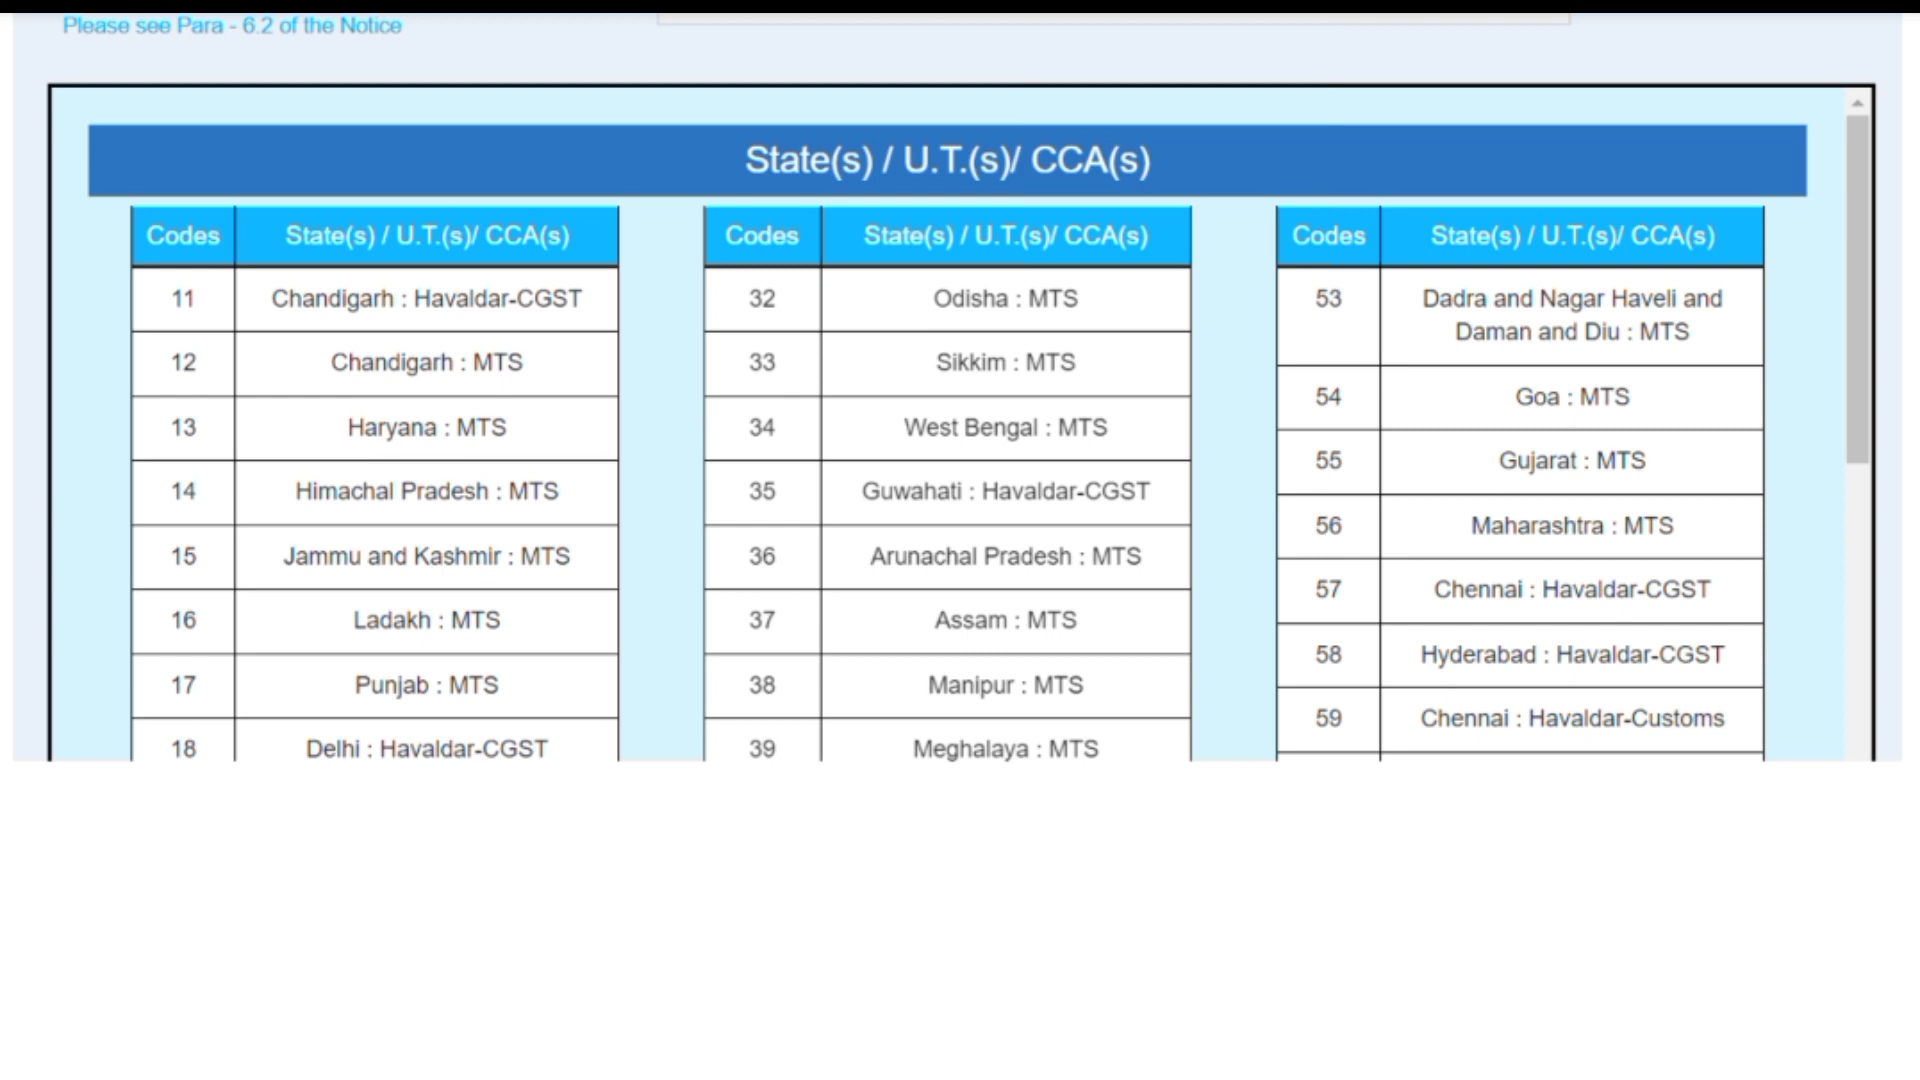 Please see Para - 6.2 of the Notice
State(s) / U.T.(s)/ CCA(s)
Codes State(s) / U.T.(s)/ CCA(s)
11 Chandigarh : Havaldar-CGST
12 Chandigarh : MTS
13 Haryana : MTS
14 Himachal Pradesh : MTS
15 Jammu and Kashmir : MTS
16 Ladakh : MTS
17 Punjab : MTS
18 Delhi : Havaldar-CGST
Codes State(s) / U.T.(s)/ CCA(s)
32 Odisha : MTS
33 Sikkim : MTS
34 West Bengal : MTS
35 Guwahati : Havaldar-CGST
36 Arunachal Pradesh : MTS
37 Assam : MTS
38 Manipur : MTS
39 Meghalaya : MTS
Codes State(s) / U.T.(s)/ CCA(s)
53 Dadra and Nagar Haveli and
Daman and Diu : MTS
54 Goa : MTS
55 Gujarat : MTS
56 Maharashtra : MTS
57 Chennai : Havaldar-CGST
58 Hyderabad : Havaldar-CGST
59 Chennai : Havaldar-Customs